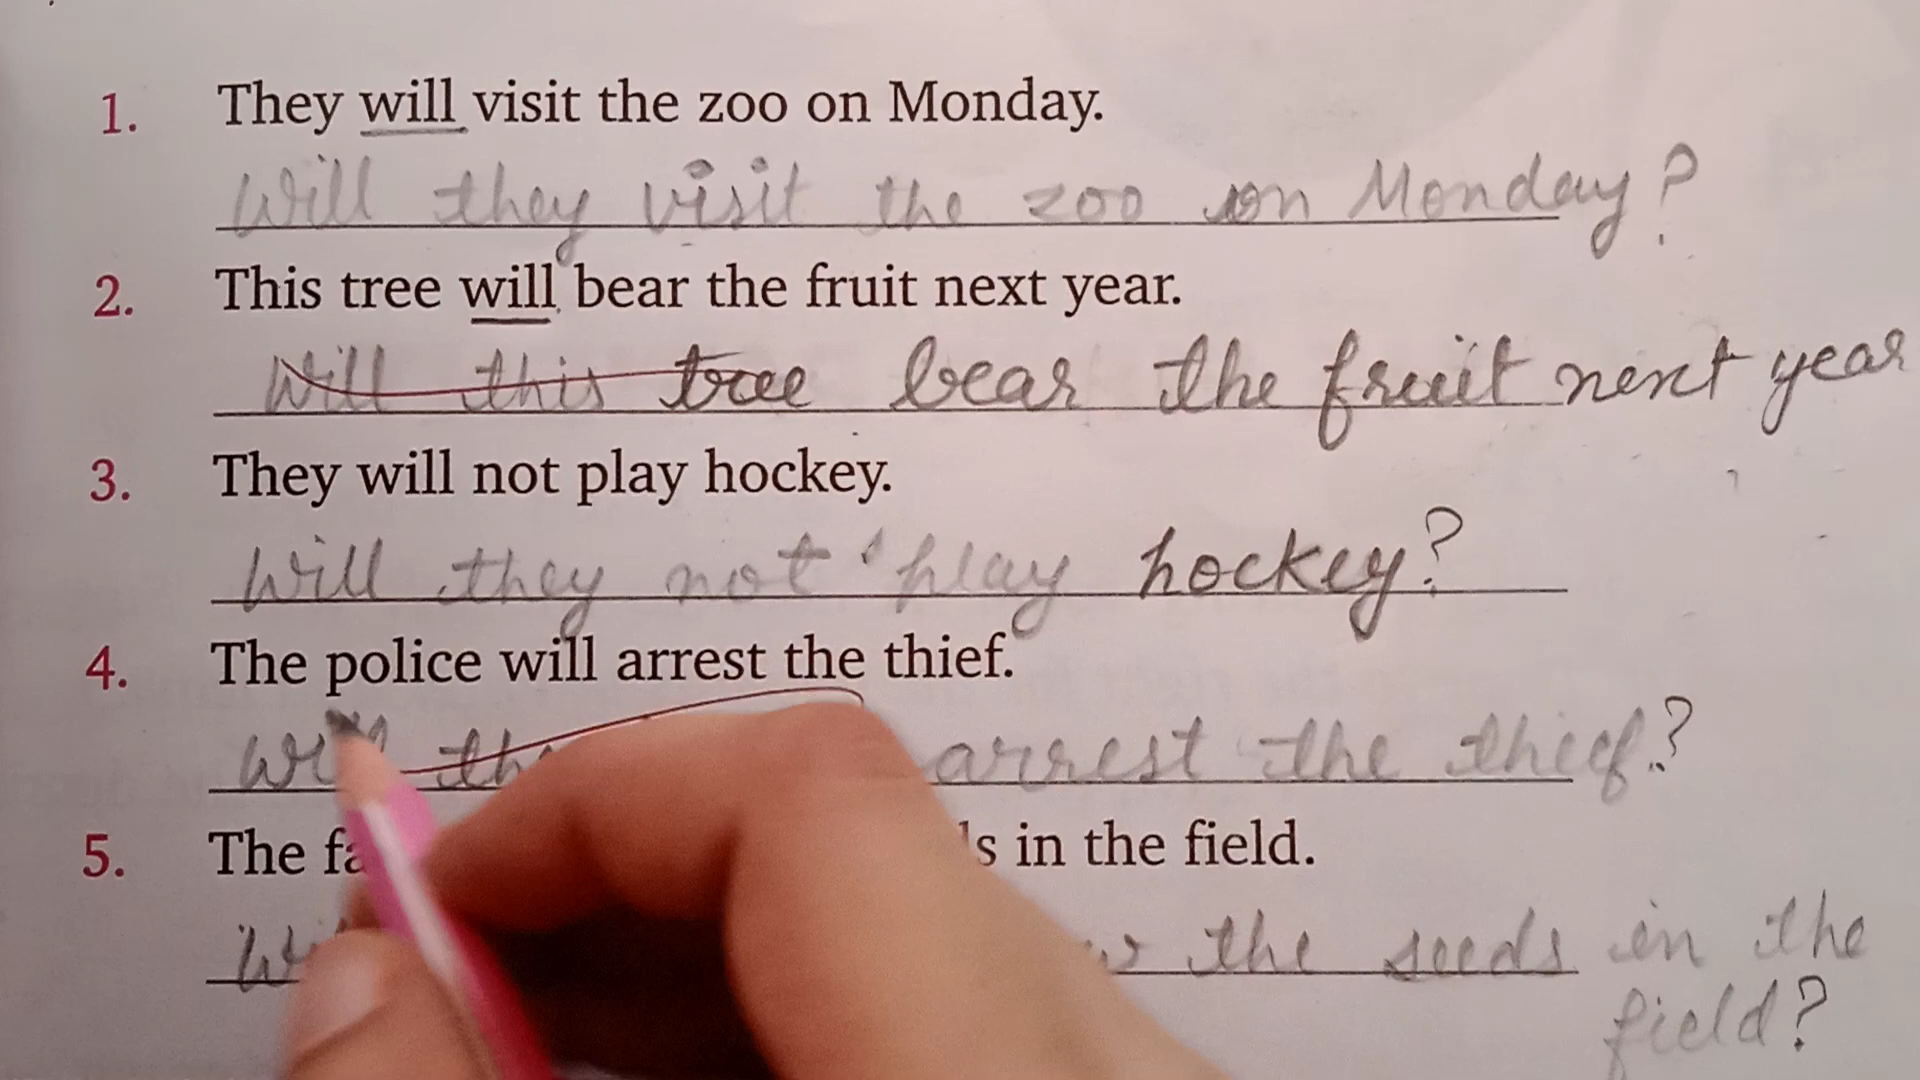 1. They will visit the zoo on Monday.
Will they visit the zoo on Monday?
2. This tree will bear the fruit next year.
Will this tree bear the fruit next year
3. They will not play hockey.
Will they not play hockey?
4. The police will arrest the thief.
Will arrest the thief?
5. The in the field.
the seeds in the
field?